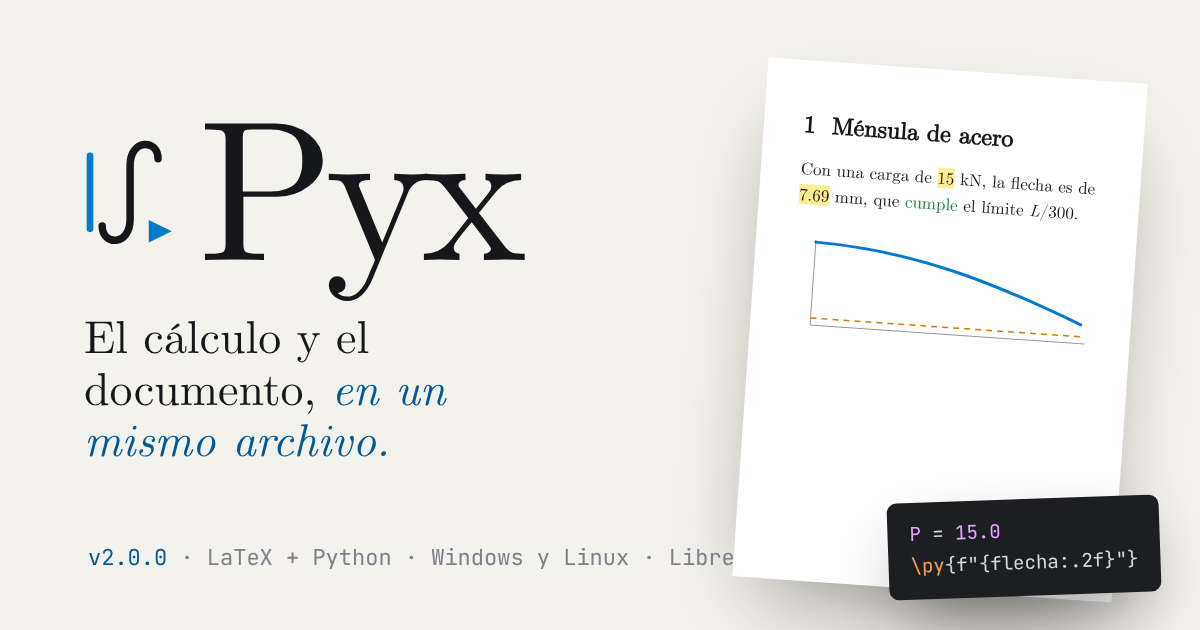 Pyx
El cálculo y el
documento, en un
mismo archivo.
v2.0.0 · LaTeX + Python · Windows y Linux · Libre
1 Ménsula de acero
Con una carga de 15 kN, la flecha es de
7.69 mm, que cumple el límite L/300.
P = 15.0
\py{f"{flecha:.2f}"}